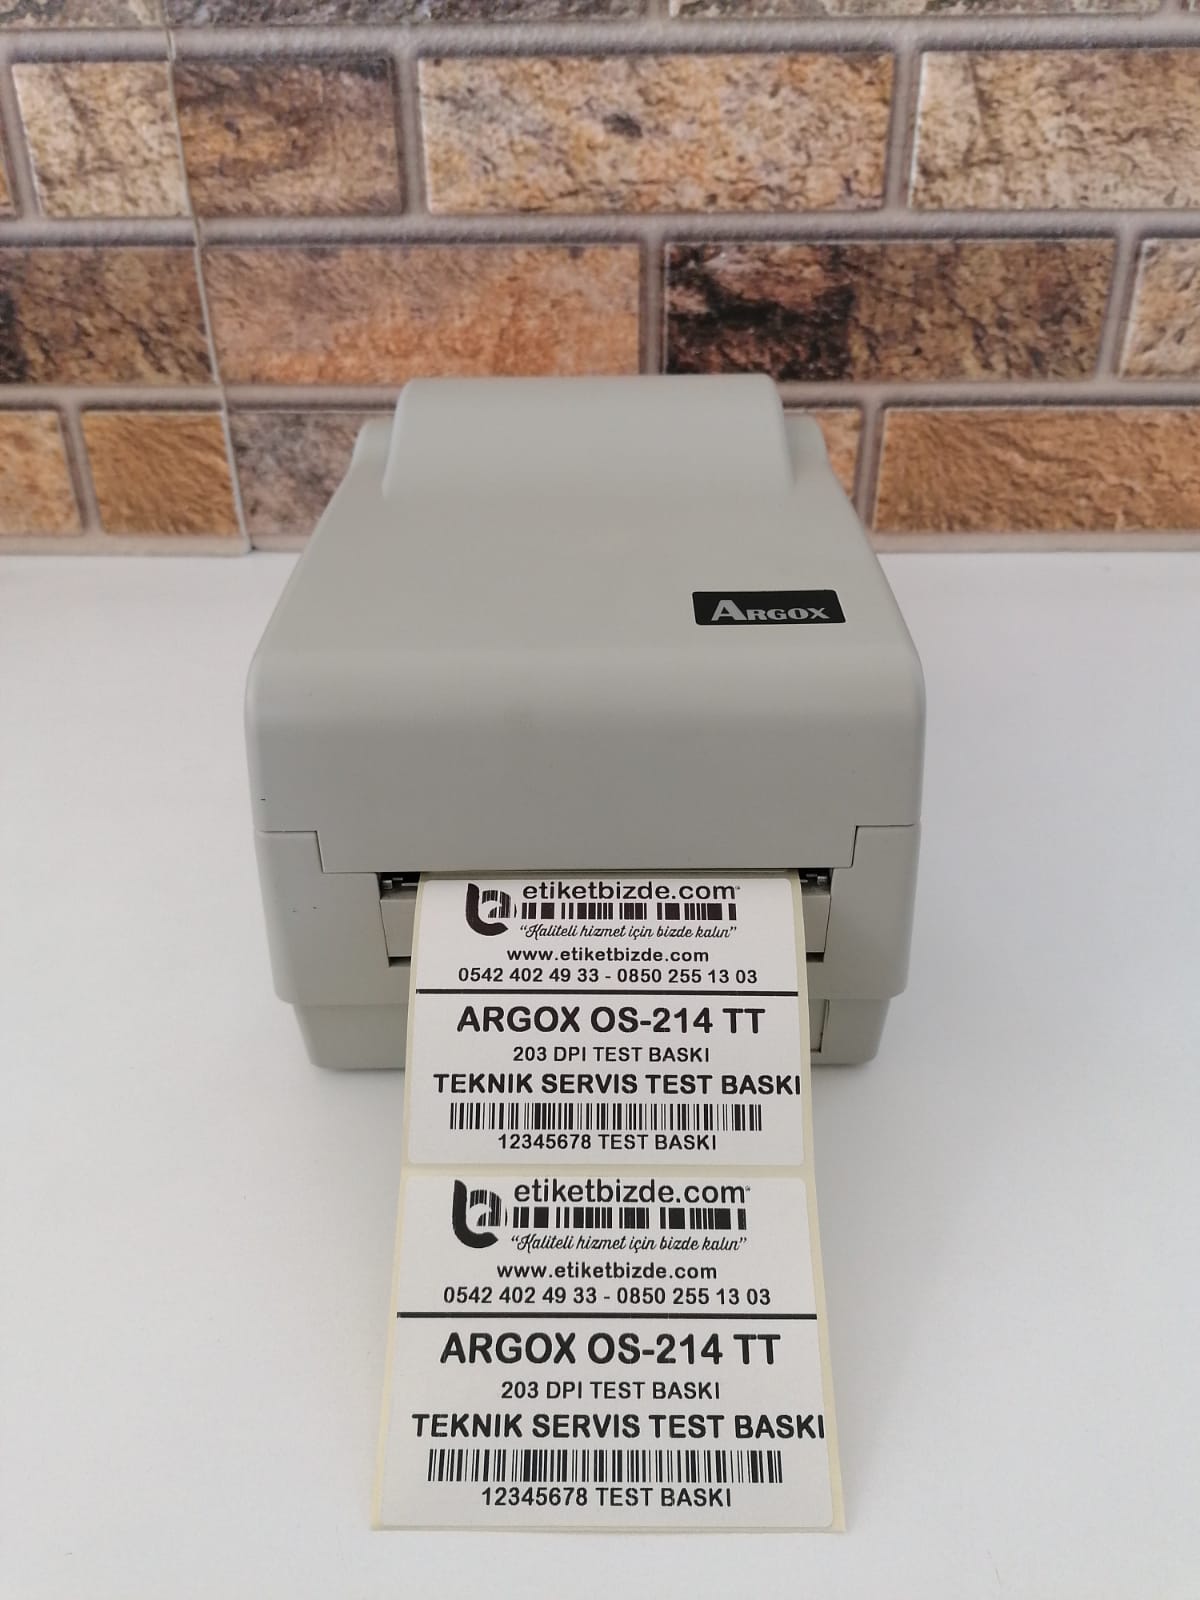 ARGOX
etiketbizde.com
"Kaliteli hizmet için bizde kalın"
www.etiketbizde.com
0542 402 49 33 - 0850 255 13 03
ARGOX OS-214 TT
203 DPI TEST BASKI
TEKNIK SERVIS TEST BASKI
12345678 TEST BASKI
etiketbizde.com
"Kaliteli hizmet için bizde kalın"
www.etiketbizde.com
0542 402 49 33 - 0850 255 13 03
ARGOX OS-214 TT
203 DPI TEST BASKI
TEKNIK SERVIS TEST BASKI
12345678 TEST BASKI